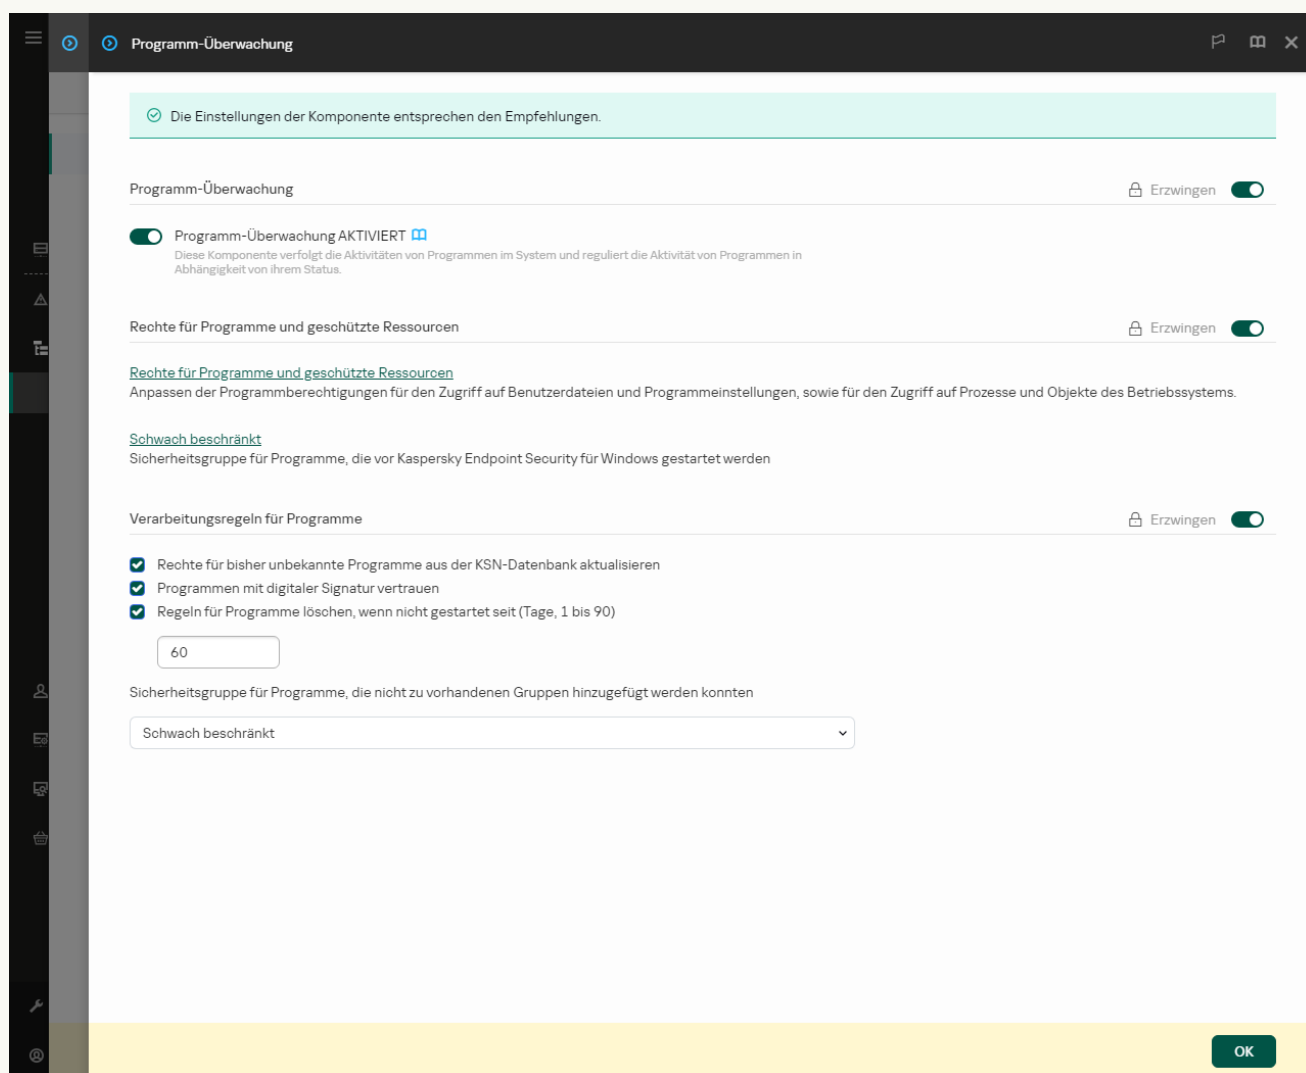 Programm-Überwachung
Die Einstellungen der Komponente entsprechen den Empfehlungen.
Programm-Überwachung
Erzwingen
Programm-Überwachung AKTIVIERT
Diese Komponente verfolgt die Aktivitäten von Programmen im System und reguliert die Aktivität von Programmen in
Abhängigkeit von ihrem Status.
Rechte für Programme und geschützte Ressourcen
Erzwingen
Rechte für Programme und geschützte Ressourcen
Anpassen der Programmberechtigungen für den Zugriff auf Benutzerdateien und Programmeinstellungen, sowie für den Zugriff auf Prozesse und Objekte des Betriebssystems.
Schwach beschränkt
Sicherheitsgruppe für Programme, die vor Kaspersky Endpoint Security für Windows gestartet werden
Verarbeitungsregeln für Programme
Erzwingen
Rechte für bisher unbekannte Programme aus der KSN-Datenbank aktualisieren
Programmen mit digitaler Signatur vertrauen
Regeln für Programme löschen, wenn nicht gestartet seit (Tage, 1 bis 90)
60
Sicherheitsgruppe für Programme, die nicht zu vorhandenen Gruppen hinzugefügt werden konnten
Schwach beschränkt
OK